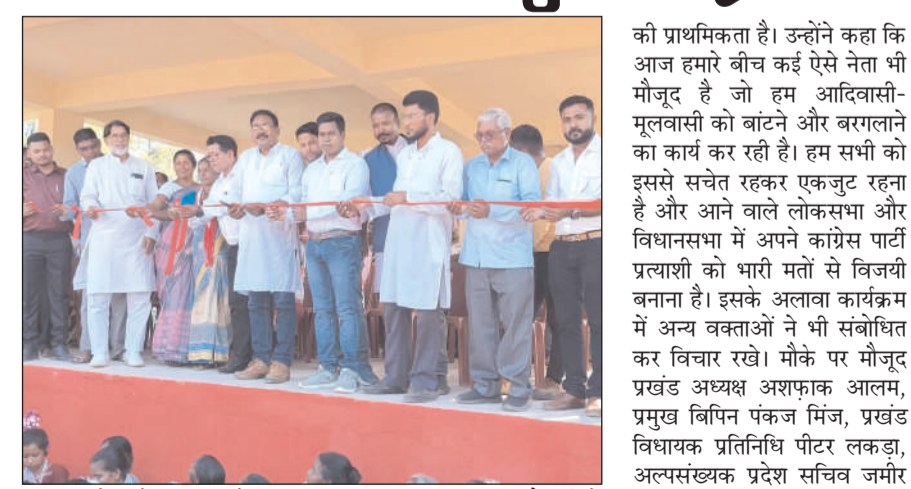 की प्राथमिकता है। उन्होंने कहा कि
आज हमारे बीच कई ऐसे नेता भी
मौजूद है जो हम आदिवासी-
मूलवासी को बांटने और बरगलाने
का कार्य कर रही है। हम सभी को
इससे सचेत रहकर एकजुट रहना
है और आने वाले लोकसभा और
विधानसभा में अपने कांग्रेस पार्टी
प्रत्याशी को भारी मतों से विजयी
बनाना है। इसके अलावा कार्यक्रम
में अन्य वक्ताओं ने भी संबोधित
कर विचार रखे। मौके पर मौजूद
प्रखंड अध्यक्ष अशफ़ाक आलम,
प्रमुख बिपिन पंकज मिंज, प्रखंड
विधायक प्रतिनिधि पीटर लकड़ा,
अल्पसंख्यक प्रदेश सचिव जमीर